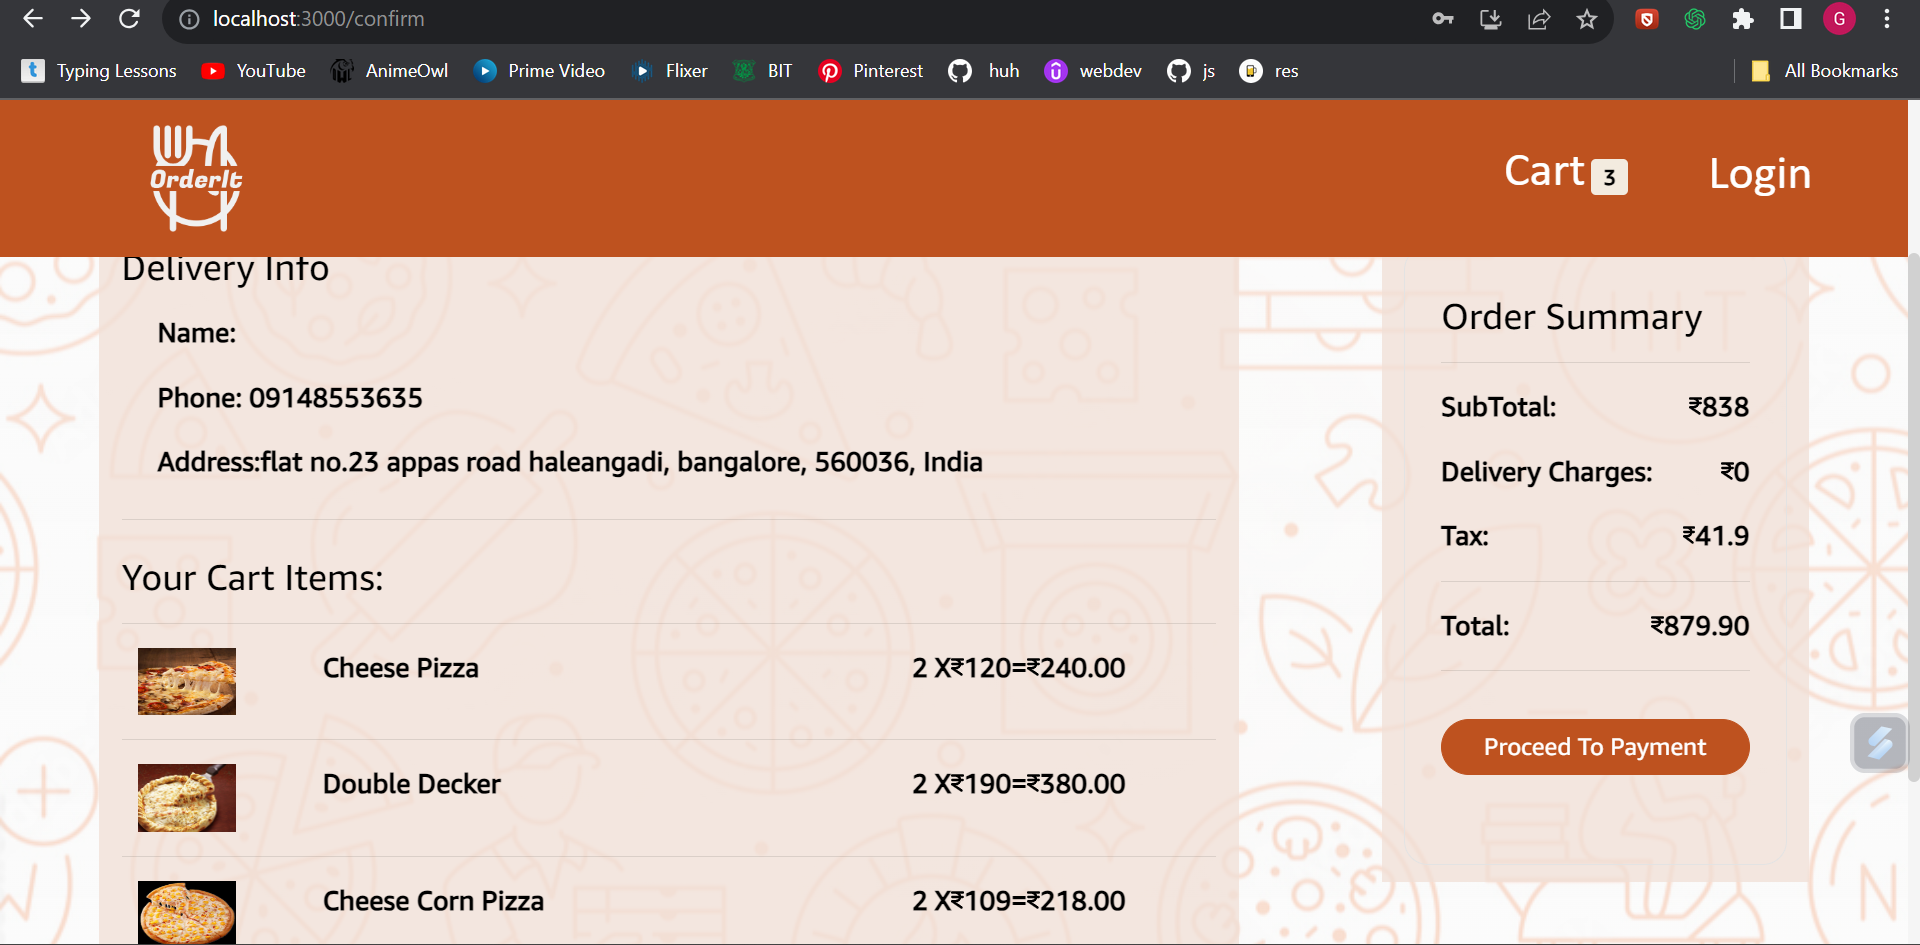 localhost:3000/confirm
G
Typing Lessons
YouTube
AnimeOwl
Prime Video
Flixer
BIT
Pinterest
huh
webdev
js
res
All Bookmarks
OrderIt
Cart 3
Login
Delivery Info
Name:
Phone: 09148553635
Address:flat no.23 appas road haleangadi, bangalore, 560036, India
Your Cart Items:
Cheese Pizza
2 X₹120=₹240.00
Double Decker
2 X₹190=₹380.00
Cheese Corn Pizza
2 X₹109=₹218.00
Order Summary
SubTotal: ₹838
Delivery Charges: ₹0
Tax: ₹41.9
Total: ₹879.90
Proceed To Payment